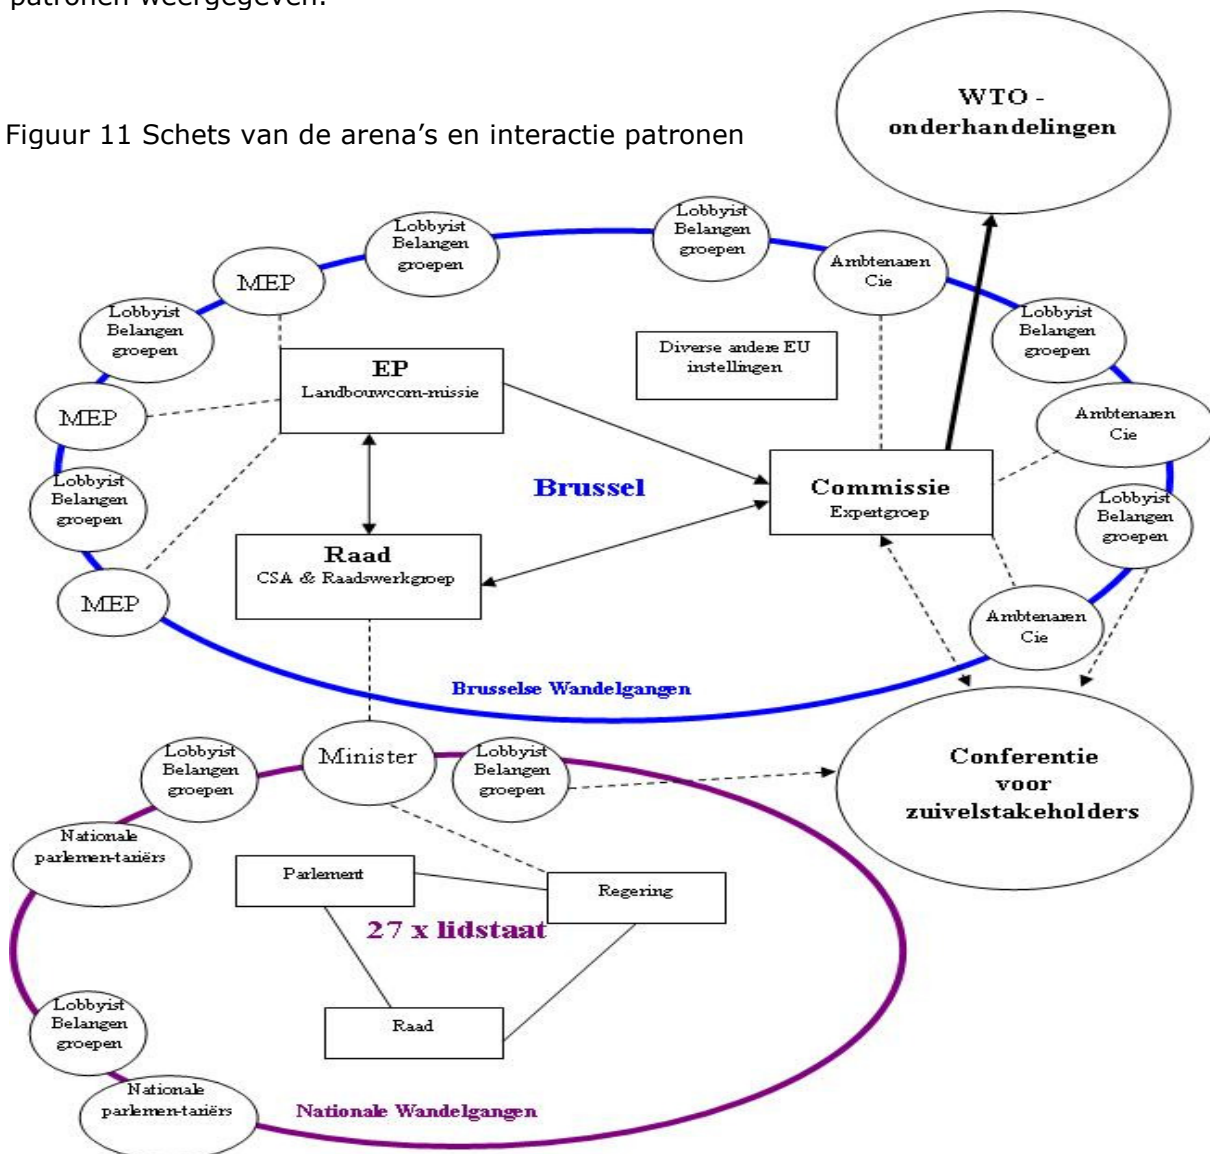 patronen weergegeven.
WTO -
onderhandelingen
Figuur 11 Schets van de arena's en interactie patronen
Lobbyist
Belangen
groepen
Lobbyist
Belangen
groepen
Ambtenaren
Cie
MEP
Lobbyist
Belangen
groepen
Lobbyist
Belangen
groepen
Diverse andere EU
instellingen
EP
Landbouwcom-missie
MEP
Ambtenaren
Cie
Brussel
Commissie
Expertgroep
Lobbyist
Belangen
groepen
Lobbyist
Belangen
groepen
Raad
CSA & Raadswerkgroep
MEP
Ambtenaren
Cie
Brusselse Wandelgangen
Lobbyist
Belangen
groepen
Minister
Lobbyist
Belangen
groepen
Conferentie
voor
zuivelstakeholders
Nationale
parlemen-tariërs
Parlement
Regering
27 x lidstaat
Lobbyist
Belangen
groepen
Raad
Nationale
parlemen-tariërs
Nationale Wandelgangen